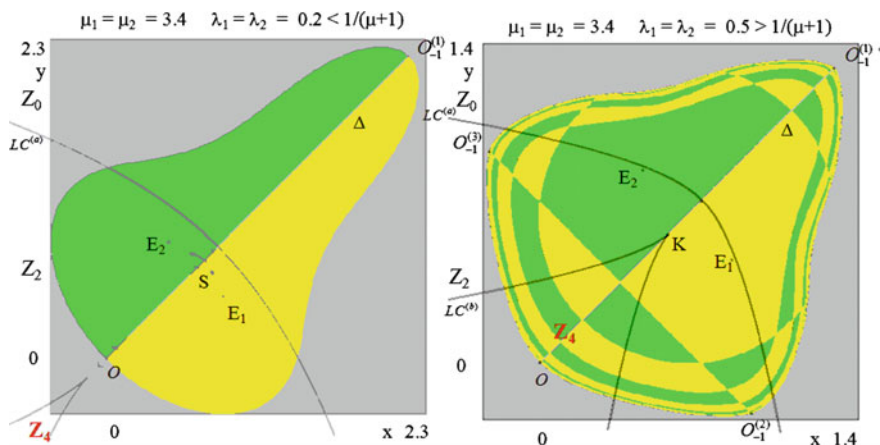 μ₁ = μ₂ = 3.4 λ₁ = λ₂ = 0.2 < 1/(μ+1)
2.3
y
Z₀
LC⁽ᵃ⁾
O₋₁⁽¹⁾
Δ
E₂
Z₂
S
E₁
0
O
Z₄
0
x 2.3
μ₁ = μ₂ = 3.4 λ₁ = λ₂ = 0.5 > 1/(μ+1)
1.4
y
Z₀
LC⁽ᵃ⁾
O₋₁⁽¹⁾
Δ
O₋₁⁽³⁾
E₂
K
E₁
Z₂
LC⁽ᵇ⁾
Z₄
0
O
O₋₁⁽²⁾
0
x 1.4